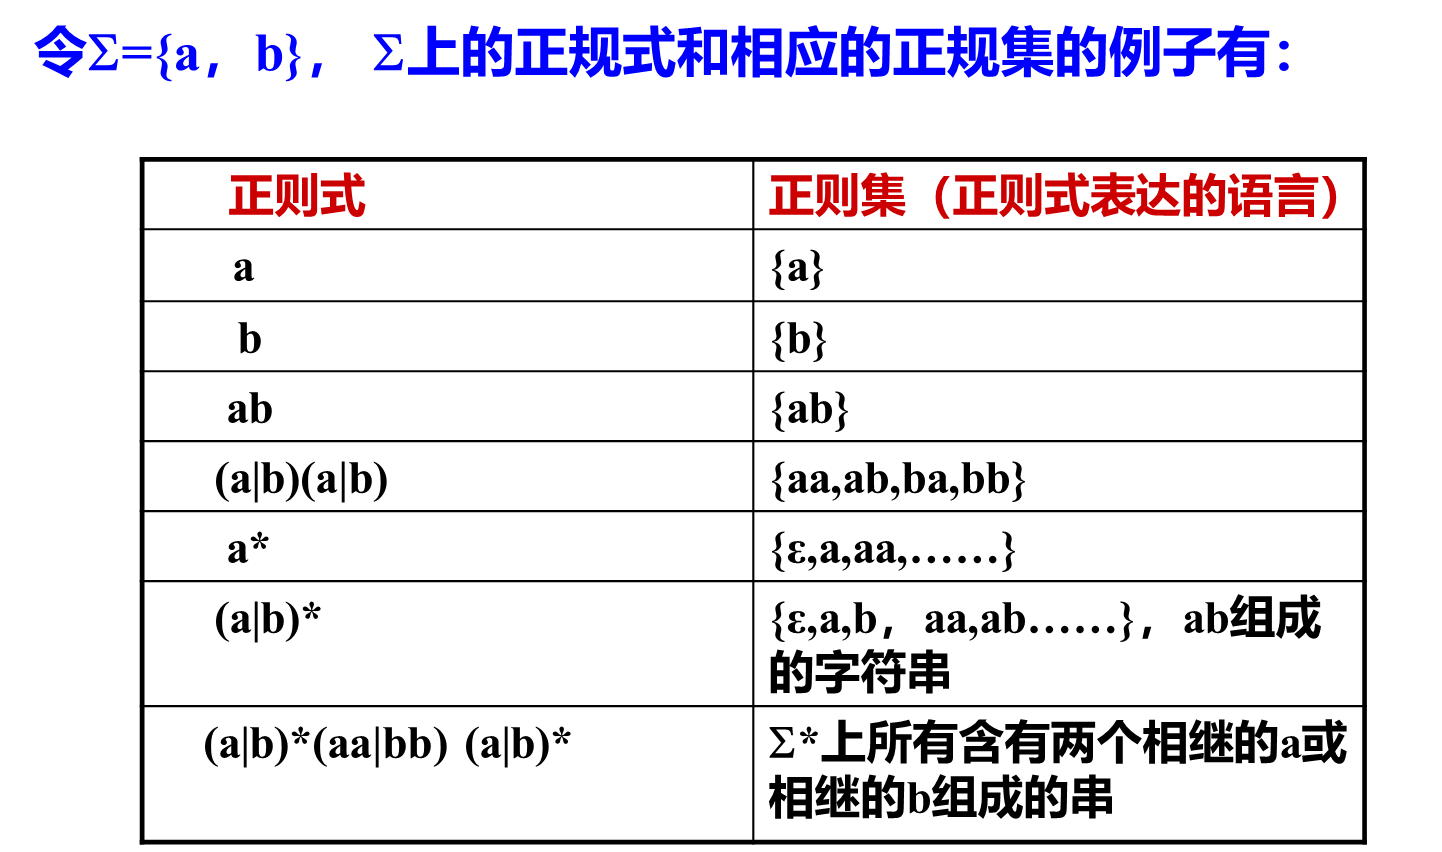 令Σ={a，b}， Σ上的正规式和相应的正规集的例子有：
正则式
正则集（正则式表达的语言）
a
{a}
b
{b}
ab
{ab}
(a|b)(a|b)
{aa,ab,ba,bb}
a*
{ε,a,aa,……}
(a|b)*
{ε,a,b，aa,ab……}，ab组成
的字符串
(a|b)*(aa|bb) (a|b)*
Σ*上所有含有两个相继的a或
相继的b组成的串